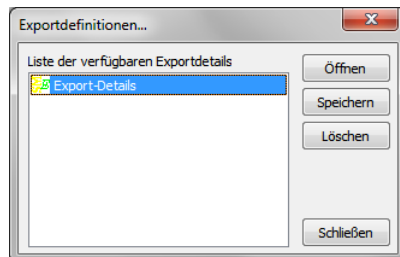 Exportdefinitionen...
Liste der verfügbaren Exportdetails
Export-Details
Öffnen
Speichern
Löschen
Schließen